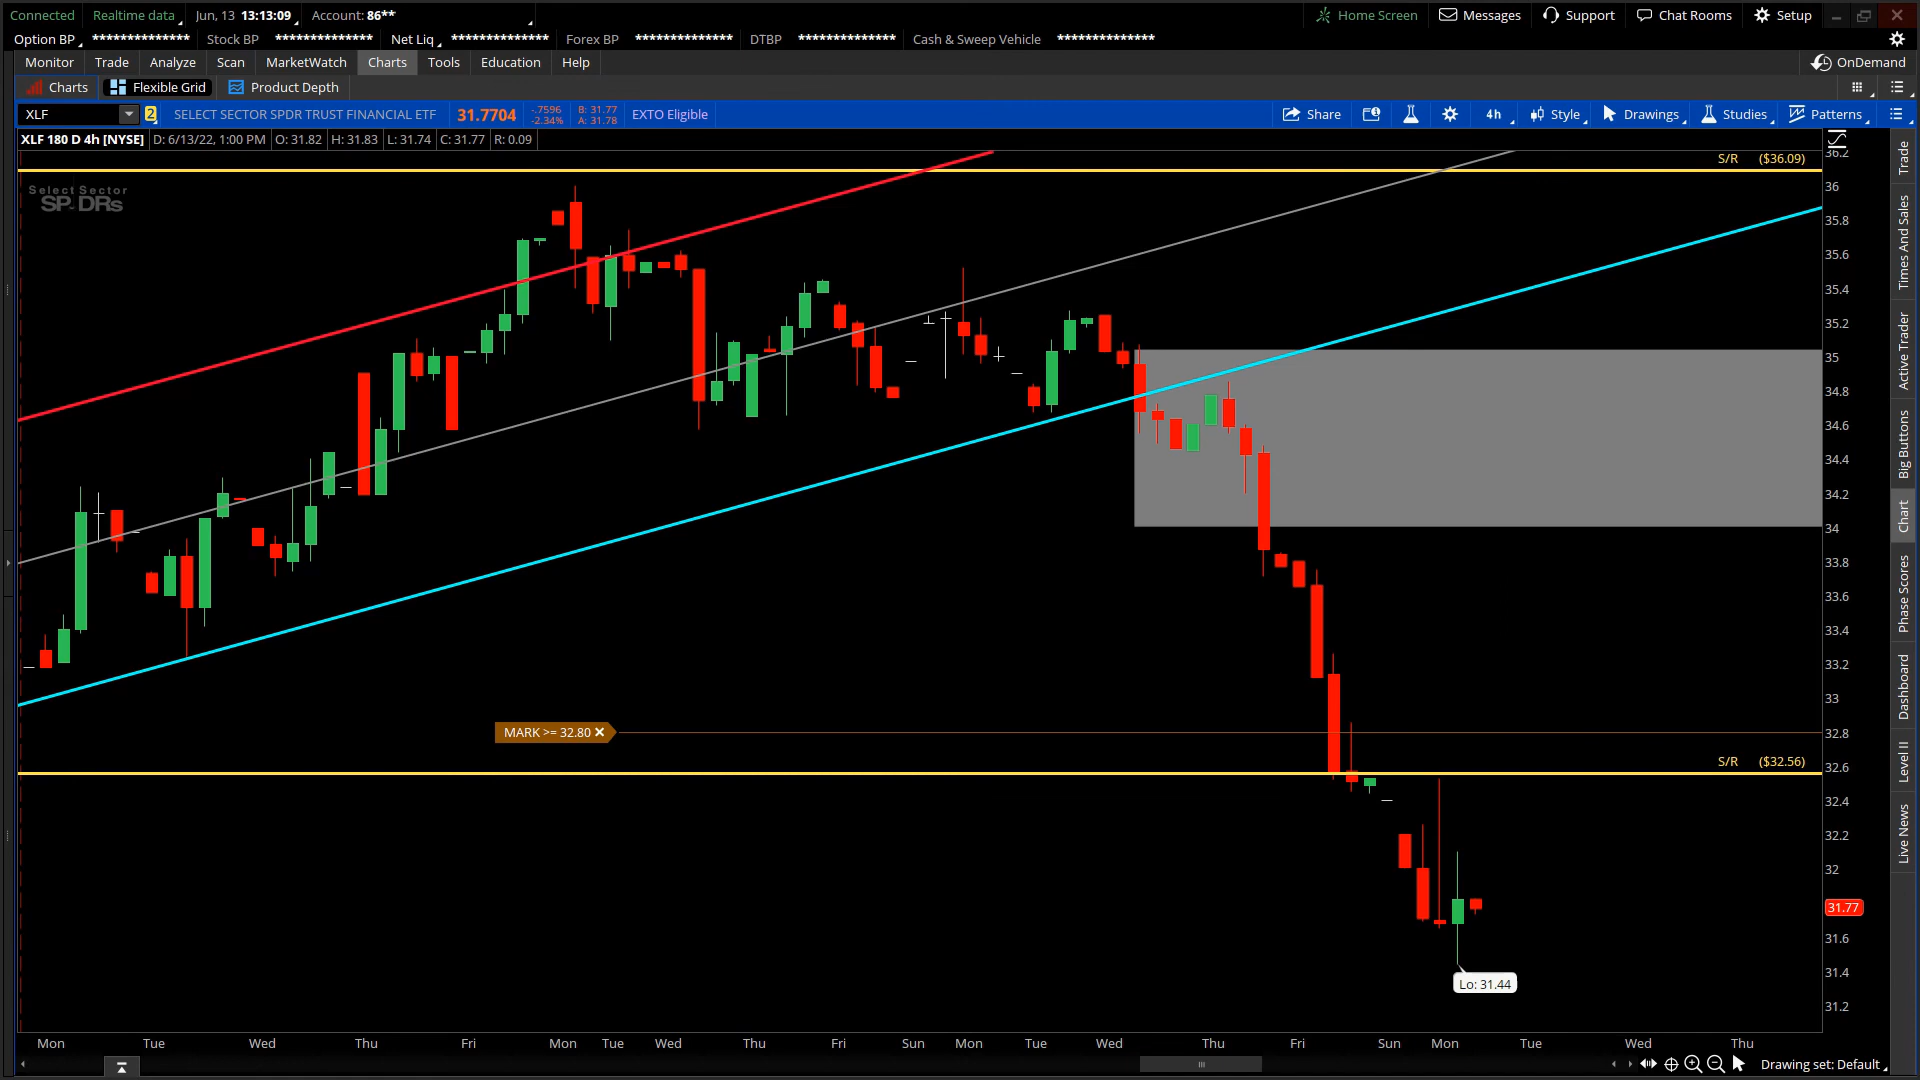 Connected Realtime data Jun, 13 13:13:09 Account: 86** Home Screen Messages Support Chat Rooms Setup
Option BP ************** Stock BP ************** Net Liq ************** Forex BP ************** DTBP ************** Cash & Sweep Vehicle **************
Monitor Trade Analyze Scan MarketWatch Charts Tools Education Help OnDemand
Charts Flexible Grid Product Depth
XLF 2 SELECT SECTOR SPDR TRUST FINANCIAL ETF 31.7704 -.7596 B: 31.77 EXTO Eligible Share 4h Style Drawings Studies Patterns
-2.34% A: 31.78
XLF 180 D 4h [NYSE] D: 6/13/22, 1:00 PM O: 31.82 H: 31.83 L: 31.74 C: 31.77 R: 0.09
S/R ($36.09)
Select Sector
SPDRs
MARK >= 32.80
S/R ($32.56)
Lo: 31.44
36.2
36
35.8
35.6
35.4
35.2
35
34.8
34.6
34.4
34.2
34
33.8
33.6
33.4
33.2
33
32.8
32.6
32.4
32.2
32
31.77
31.6
31.4
31.2
Mon Tue Wed Thu Fri Mon Tue Wed Thu Fri Sun Mon Tue Wed Thu Fri Sun Mon Tue Wed Thu
Drawing set: Default
Trade
Times And Sales
Active Trader
Big Buttons
Chart
Phase Scores
Dashboard
Level II
Live News